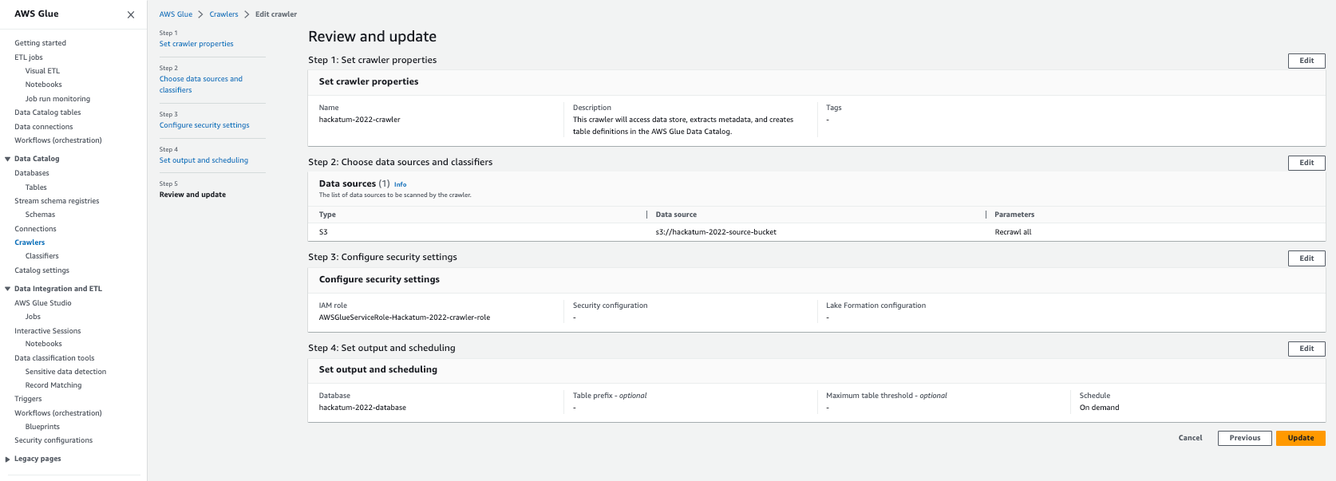 AWS Glue
Getting started
ETL jobs
Visual ETL
Notebooks
Job run monitoring
Data Catalog tables
Data connections
Workflows (orchestration)
Data Catalog
Databases
Tables
Stream schema registries
Schemas
Connections
Crawlers
Classifiers
Catalog settings
Data Integration and ETL
AWS Glue Studio
Jobs
Interactive Sessions
Notebooks
Data classification tools
Sensitive data detection
Record Matching
Triggers
Workflows (orchestration)
Blueprints
Security configurations
Legacy pages
AWS Glue > Crawlers > Edit crawler
Step 1
Set crawler properties
Step 2
Choose data sources and
classifiers
Step 3
Configure security settings
Step 4
Set output and scheduling
Step 5
Review and update
Review and update
Step 1: Set crawler properties Edit
Set crawler properties
Name Description Tags
hackatum-2022-crawler This crawler will access data store, extracts metadata, and creates -
table definitions in the AWS Glue Data Catalog.
Step 2: Choose data sources and classifiers Edit
Data sources (1) Info
The list of data sources to be scanned by the crawler.
Type Data source Parameters
S3 s3://hackatum-2022-source-bucket Recrawl all
Step 3: Configure security settings Edit
Configure security settings
IAM role Security configuration Lake Formation configuration
AWSGlueServiceRole-Hackatum-2022-crawler-role - -
Step 4: Set output and scheduling Edit
Set output and scheduling
Database Table prefix - optional Maximum table threshold - optional Schedule
hackatum-2022-database - - On demand
Cancel Previous Update